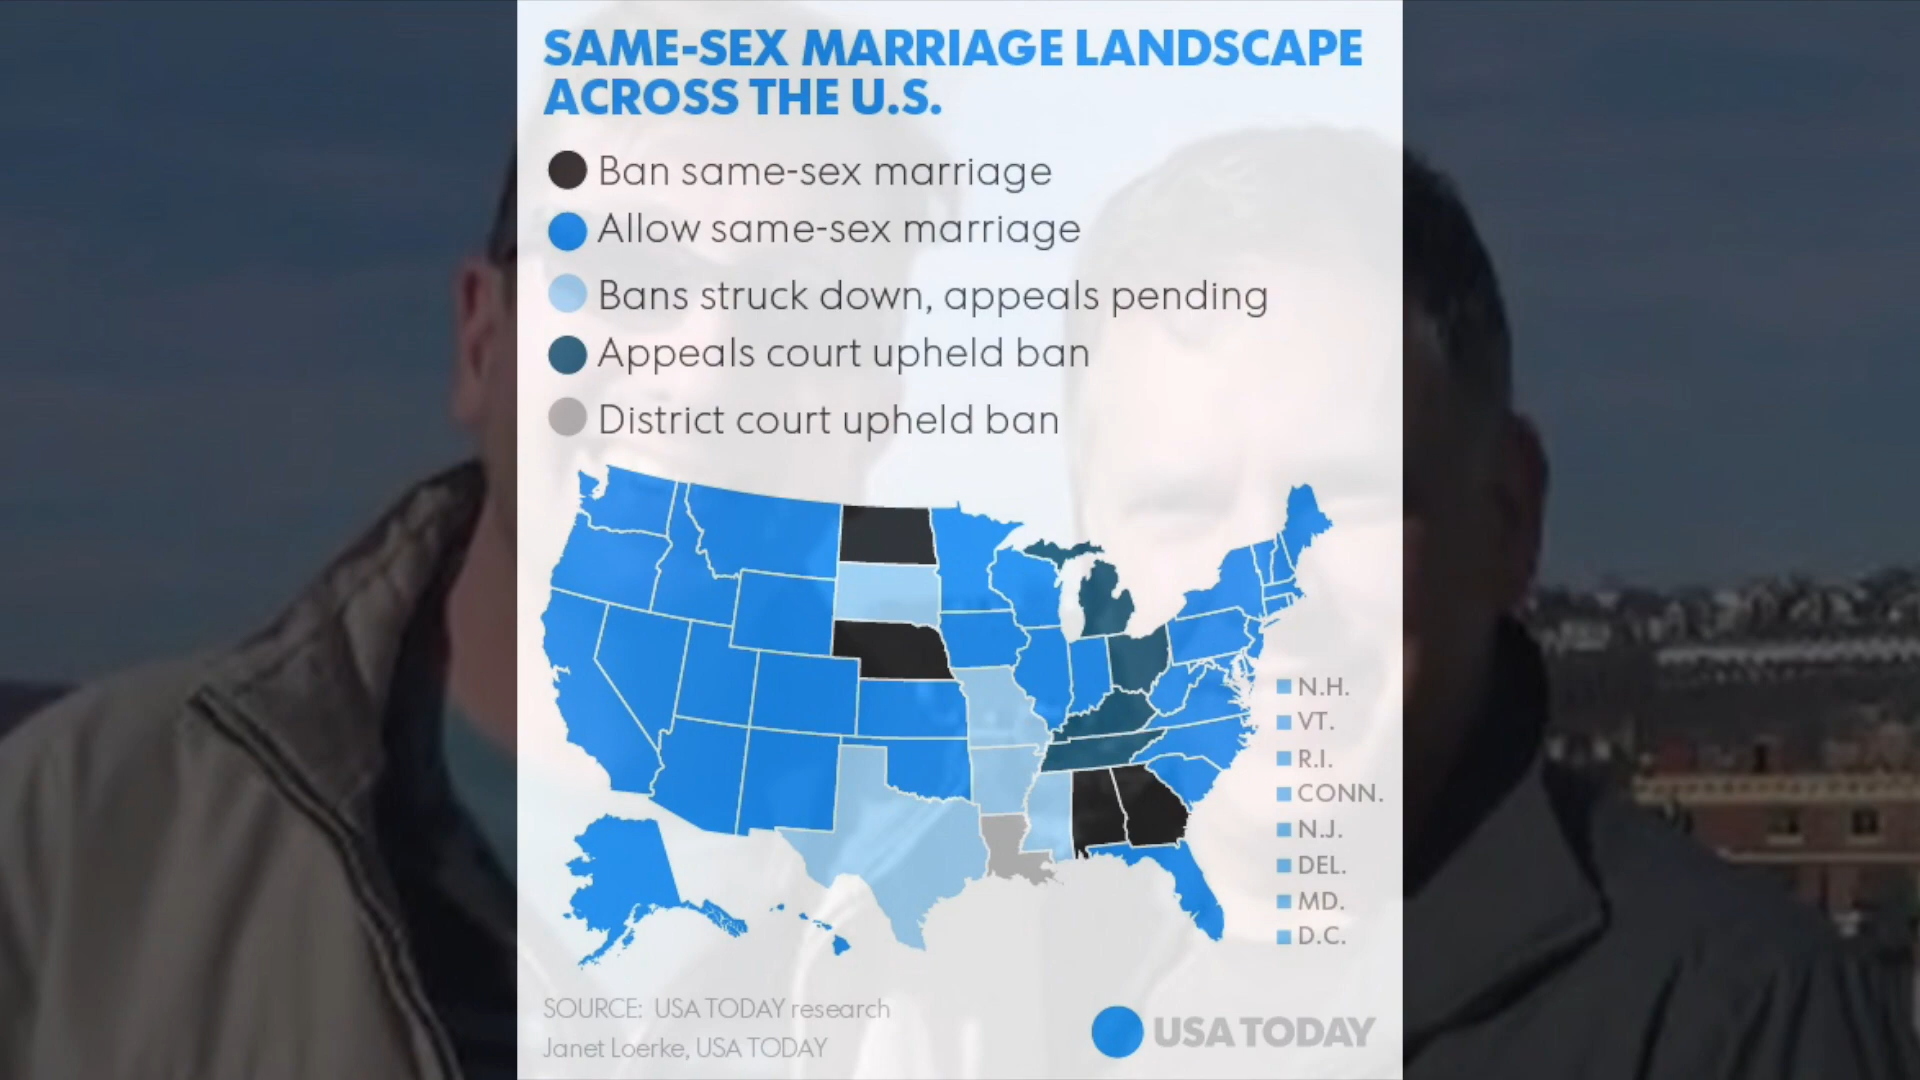 SAME-SEX MARRIAGE LANDSCAPE
ACROSS THE U.S.
Ban same-sex marriage
Allow same-sex marriage
Bans struck down, appeals pending
Appeals court upheld ban
District court upheld ban
N.H.
VT.
R.I.
CONN.
N.J.
DEL.
MD.
D.C.
SOURCE: USA TODAY research
Janet Loerke, USA TODAY
USA TODAY